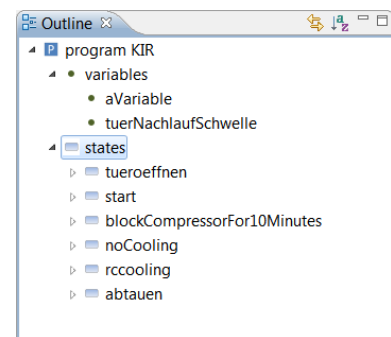 Outline
P program KIR
variables
aVariable
tuerNachlaufSchwelle
states
tueroeffnen
start
blockCompressorFor10Minutes
noCooling
rccooling
abtauen